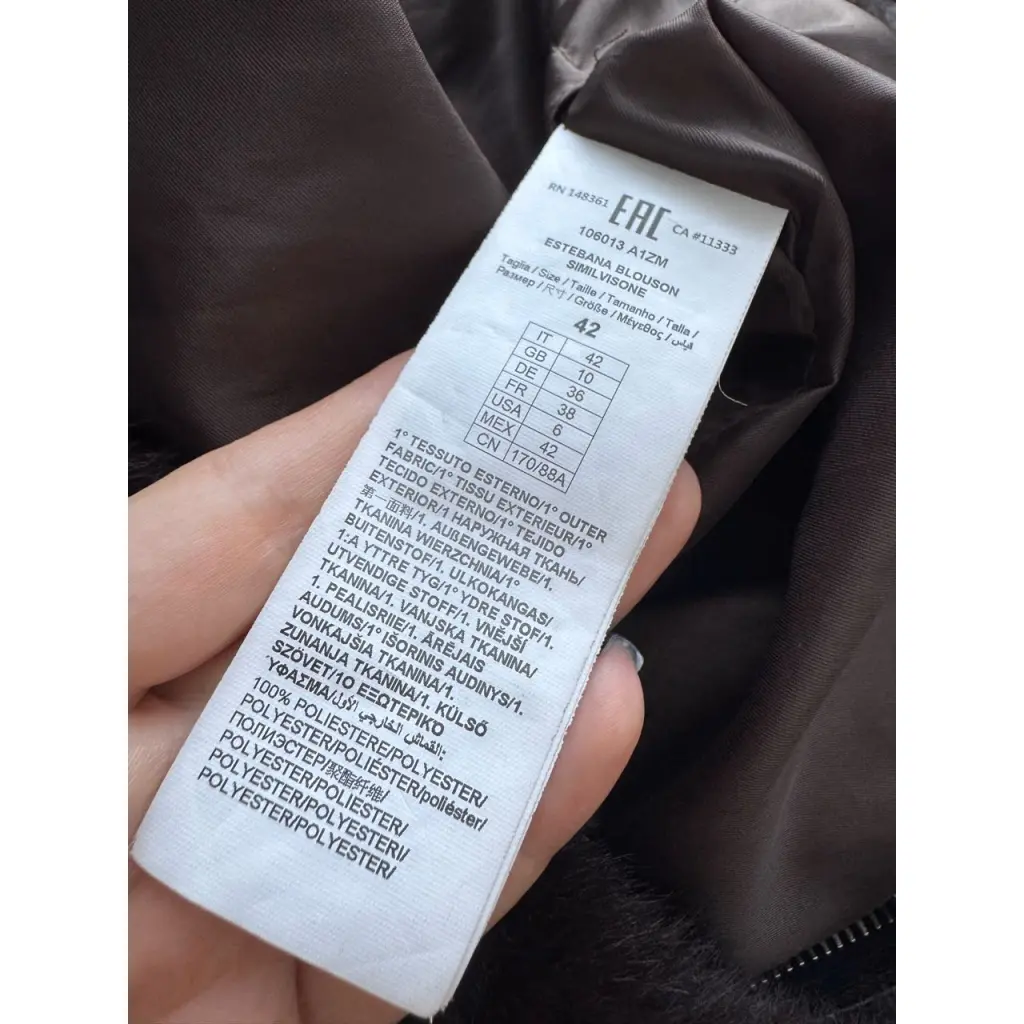 RN 148361 EAC CA #11333
106013 A1ZM
ESTEBANA BLOUSON
SIMILVISONE
Taglia / Size / Taille / Tamanho / Talla /
Размер / 尺寸 / Größe / Μέγεθος / قياس
42
IT 42
GB 10
DE 36
FR 38
USA 6
MEX 42
CN 170/88A
1° TESSUTO ESTERNO/1° OUTER
FABRIC/1° TISSU EXTERIEUR/1°
TECIDO EXTERNO/1° TEJIDO
EXTERIOR/1 НАРУЖНАЯ ТКАНЬ/
第一面料/1. AUßENGEWEBE/1.
TKANINA WIERZCHNIA/1°
BUITENSTOF/1. ULKOKANGAS/
1:A YTTRE TYG/1° YDRE STOF/1.
UTVENDIGE STOFF/1. VNĚJŠÍ
TKANINA/1. VANJSKA TKANINA/
1. PEALISRIIE/1. ĀRĒJAIS
AUDUMS/1° IŠORINIS AUDINYS/1.
VONKAJŠIA TKANINA/1.
ZUNANJA TKANINA/1. KÜLSŐ
SZÖVET/1Ο ΕΞΩΤΕΡΙΚΌ
ΎΦΑΣΜΑ/القماش الخارجي الأول:
100% POLIESTERE/POLYESTER/
POLYESTER/POLIÉSTER/poliéster/
ПОЛИЭСТЕР/聚酯纤维/
POLYESTER/POLIESTER/
POLYESTER/POLYESTERI/
POLYESTER/POLYESTER/